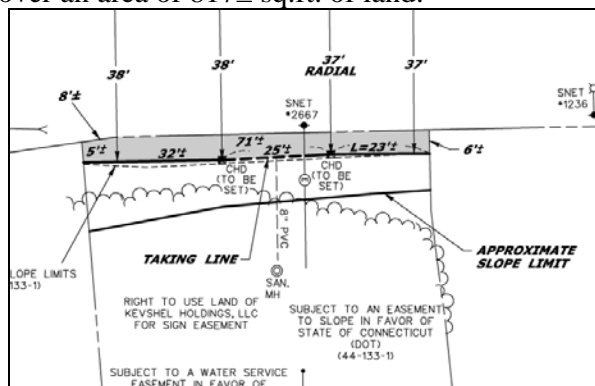 over an area of 817± sq.ft. of land.
38'
38'
37'
RADIAL
37'
SNET
*2667
SNET
*1236
8'±
5'±
32'±
71'±
25'±
L=23'±
6'±
CHD
(TO BE
SET)
CHD
(TO BE
SET)
8" PVC
TAKING LINE
APPROXIMATE
SLOPE LIMIT
LOPE LIMITS
133-1)
SAN.
MH
RIGHT TO USE LAND OF
KEVSHEL HOLDINGS, LLC
FOR SIGN EASEMENT
SUBJECT TO AN EASEMENT
TO SLOPE IN FAVOR OF
STATE OF CONNECTICUT
(DOT)
(44-133-1)
SUBJECT TO A WATER SERVICE
EASEMENT IN FAVOR OF